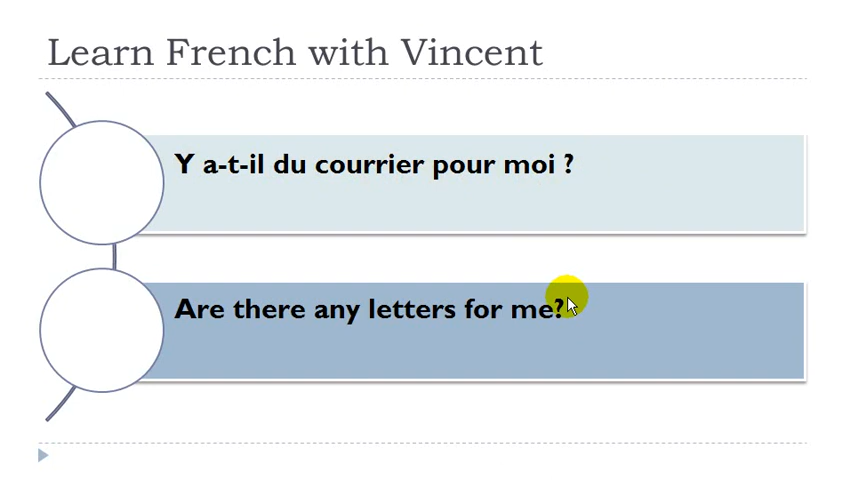 Learn French with Vincent
Y a-t-il du courrier pour moi ?
Are there any letters for me?